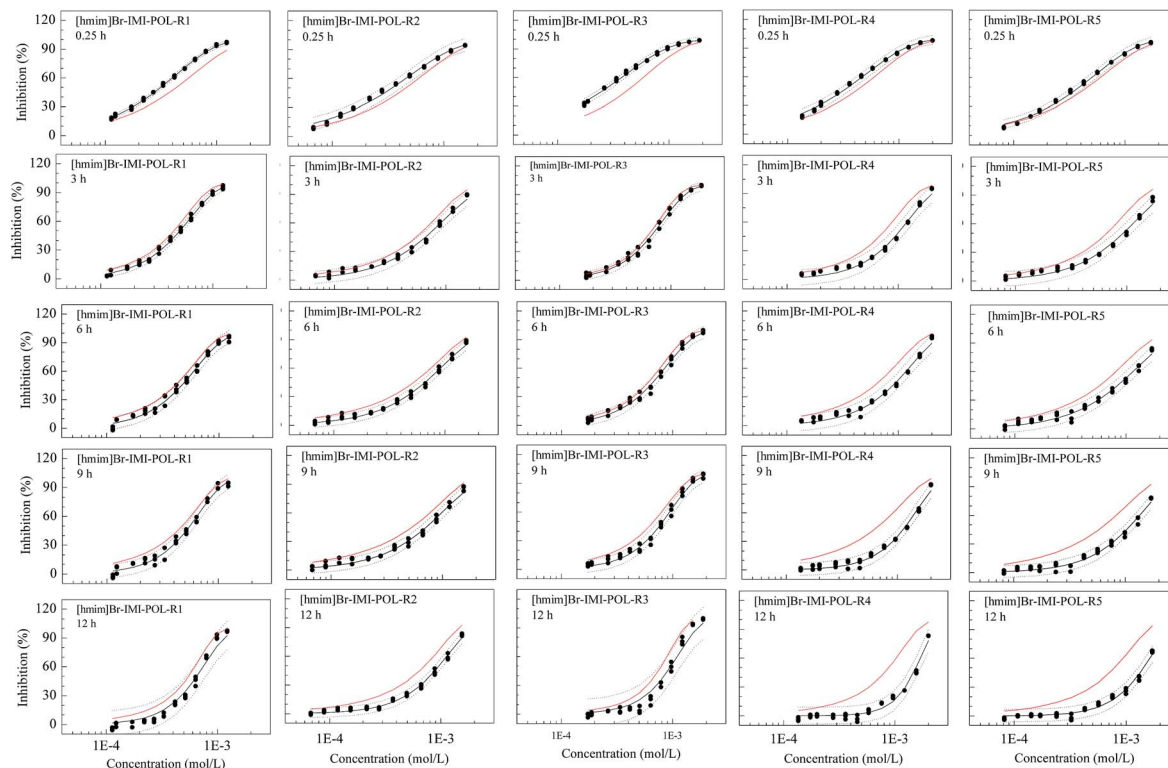 [hmim]Br-IMI-POL-R1
0.25 h
[hmim]Br-IMI-POL-R2
0.25 h
[hmim]Br-IMI-POL-R3
0.25 h
[hmim]Br-IMI-POL-R4
0.25 h
[hmim]Br-IMI-POL-R5
0.25 h
Inhibition (%)
120
90
60
30
0
[hmim]Br-IMI-POL-R1
3 h
[hmim]Br-IMI-POL-R2
3 h
[hmim]Br-IMI-POL-R3
3 h
[hmim]Br-IMI-POL-R4
3 h
[hmim]Br-IMI-POL-R5
3 h
Inhibition (%)
120
90
60
30
0
[hmim]Br-IMI-POL-R1
6 h
[hmim]Br-IMI-POL-R2
6 h
[hmim]Br-IMI-POL-R3
6 h
[hmim]Br-IMI-POL-R4
6 h
[hmim]Br-IMI-POL-R5
6 h
Inhibition (%)
120
90
60
30
0
[hmim]Br-IMI-POL-R1
9 h
[hmim]Br-IMI-POL-R2
9 h
[hmim]Br-IMI-POL-R3
9 h
[hmim]Br-IMI-POL-R4
9 h
[hmim]Br-IMI-POL-R5
9 h
Inhibition (%)
120
90
60
30
0
[hmim]Br-IMI-POL-R1
12 h
[hmim]Br-IMI-POL-R2
12 h
[hmim]Br-IMI-POL-R3
12 h
[hmim]Br-IMI-POL-R4
12 h
[hmim]Br-IMI-POL-R5
12 h
Inhibition (%)
120
90
60
30
0
1E-4 1E-3
1E-4 1E-3
1E-4 1E-3
1E-4 1E-3
1E-4 1E-3
Concentration (mol/L)
Concentration (mol/L)
Concentration (mol/L)
Concentration (mol/L)
Concentration (mol/L)